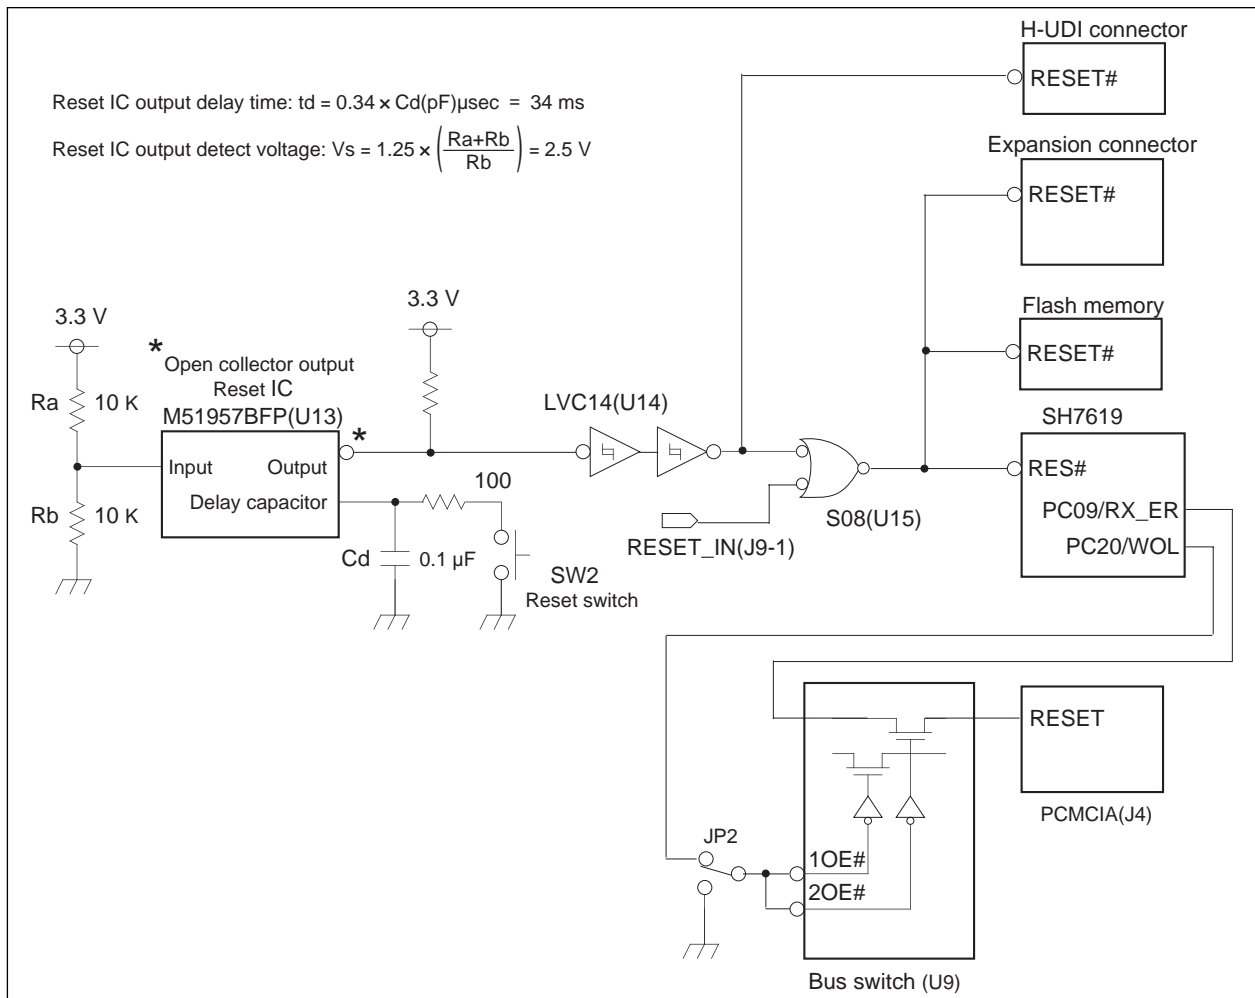 H-UDI connector
RESET#
Reset IC output delay time: td = 0.34 × Cd(pF)µsec = 34 ms
Reset IC output detect voltage: Vs = 1.25 × (Ra+Rb/Rb) = 2.5 V
Expansion connector
RESET#
3.3 V
3.3 V
Flash memory
RESET#
* Open collector output
Reset IC
M51957BFP(U13)
*
Ra
10 K
LVC14(U14)
SH7619
Input
Output
Delay capacitor
RES#
PC09/RX_ER
PC20/WOL
100
S08(U15)
RESET_IN(J9-1)
Rb
10 K
Cd
0.1 µF
SW2
Reset switch
RESET
PCMCIA(J4)
JP2
1OE#
2OE#
Bus switch (U9)